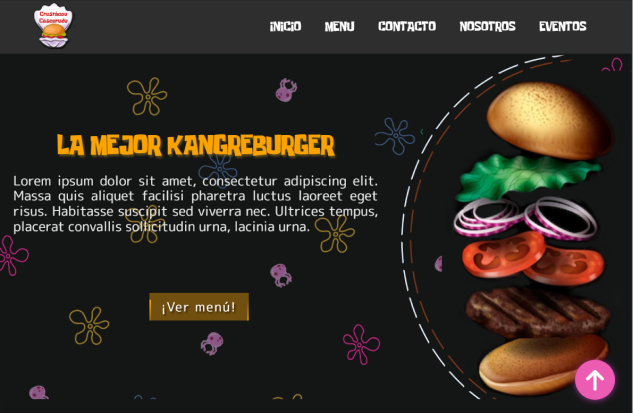 Crustáceo
Cascarudo
INICIO MENU CONTACTO NOSOTROS EVENTOS
LA MEJOR KANGREBURGER
Lorem ipsum dolor sit amet, consectetur adipiscing elit.
Massa quis aliquet facilisi pharetra luctus laoreet eget
risus. Habitasse suscipit sed viverra nec. Ultrices tempus,
placerat convallis sollicitudin urna, lacinia urna.
¡Ver menú!